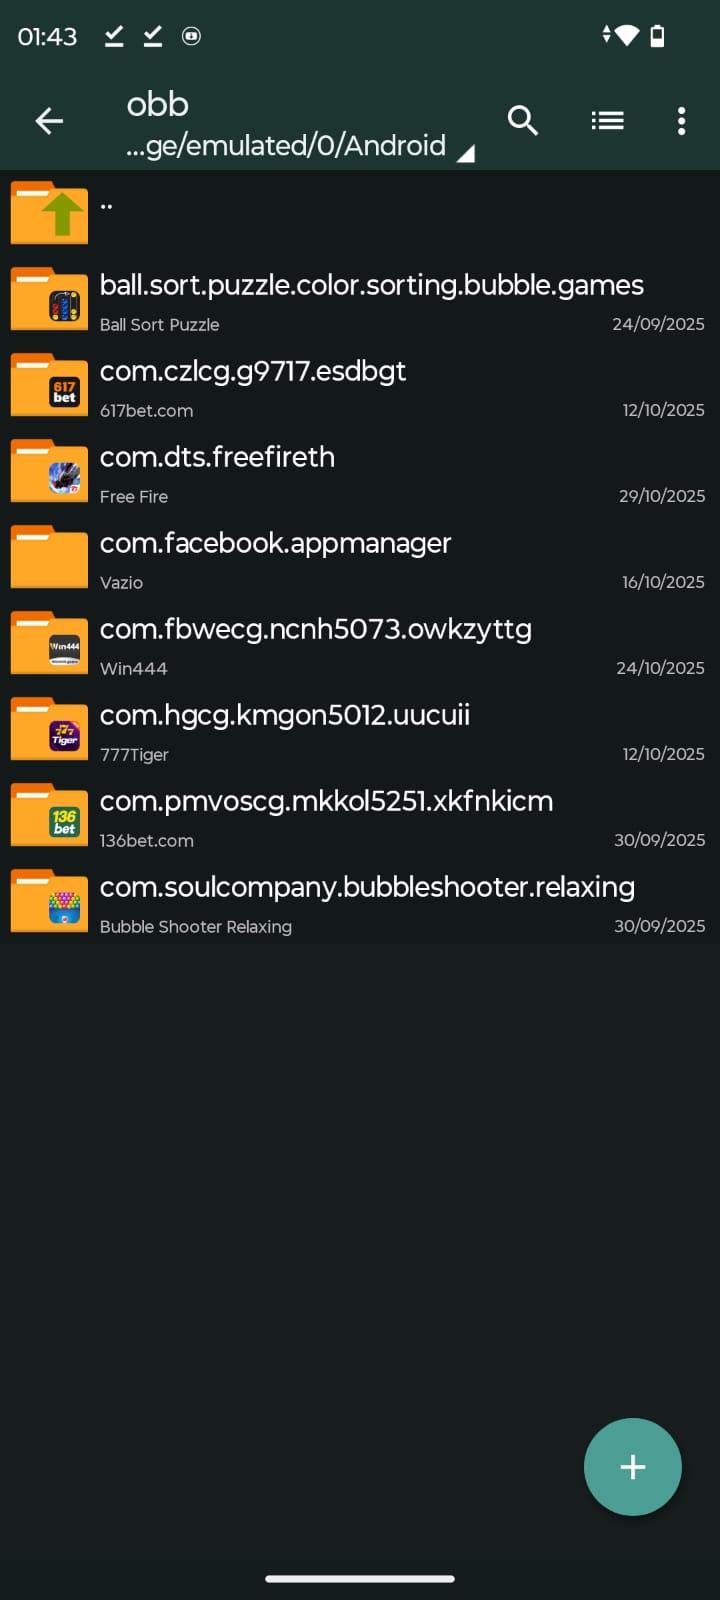 01:43
obb
...ge/emulated/0/Android
..
ball.sort.puzzle.color.sorting.bubble.games
Ball Sort Puzzle 24/09/2025
com.czlcg.g9717.esdbgt
617 bet
617bet.com 12/10/2025
com.dts.freefireth
Free Fire 29/10/2025
com.facebook.appmanager
Vazio 16/10/2025
com.fbwecg.ncnh5073.owkzyttg
Win444
Win444 24/10/2025
com.hgcg.kmgon5012.uucuii
777 Tiger
777Tiger 12/10/2025
com.pmvoscg.mkkol5251.xkfnkicm
136 bet
136bet.com 30/09/2025
com.soulcompany.bubbleshooter.relaxing
Bubble Shooter Relaxing 30/09/2025